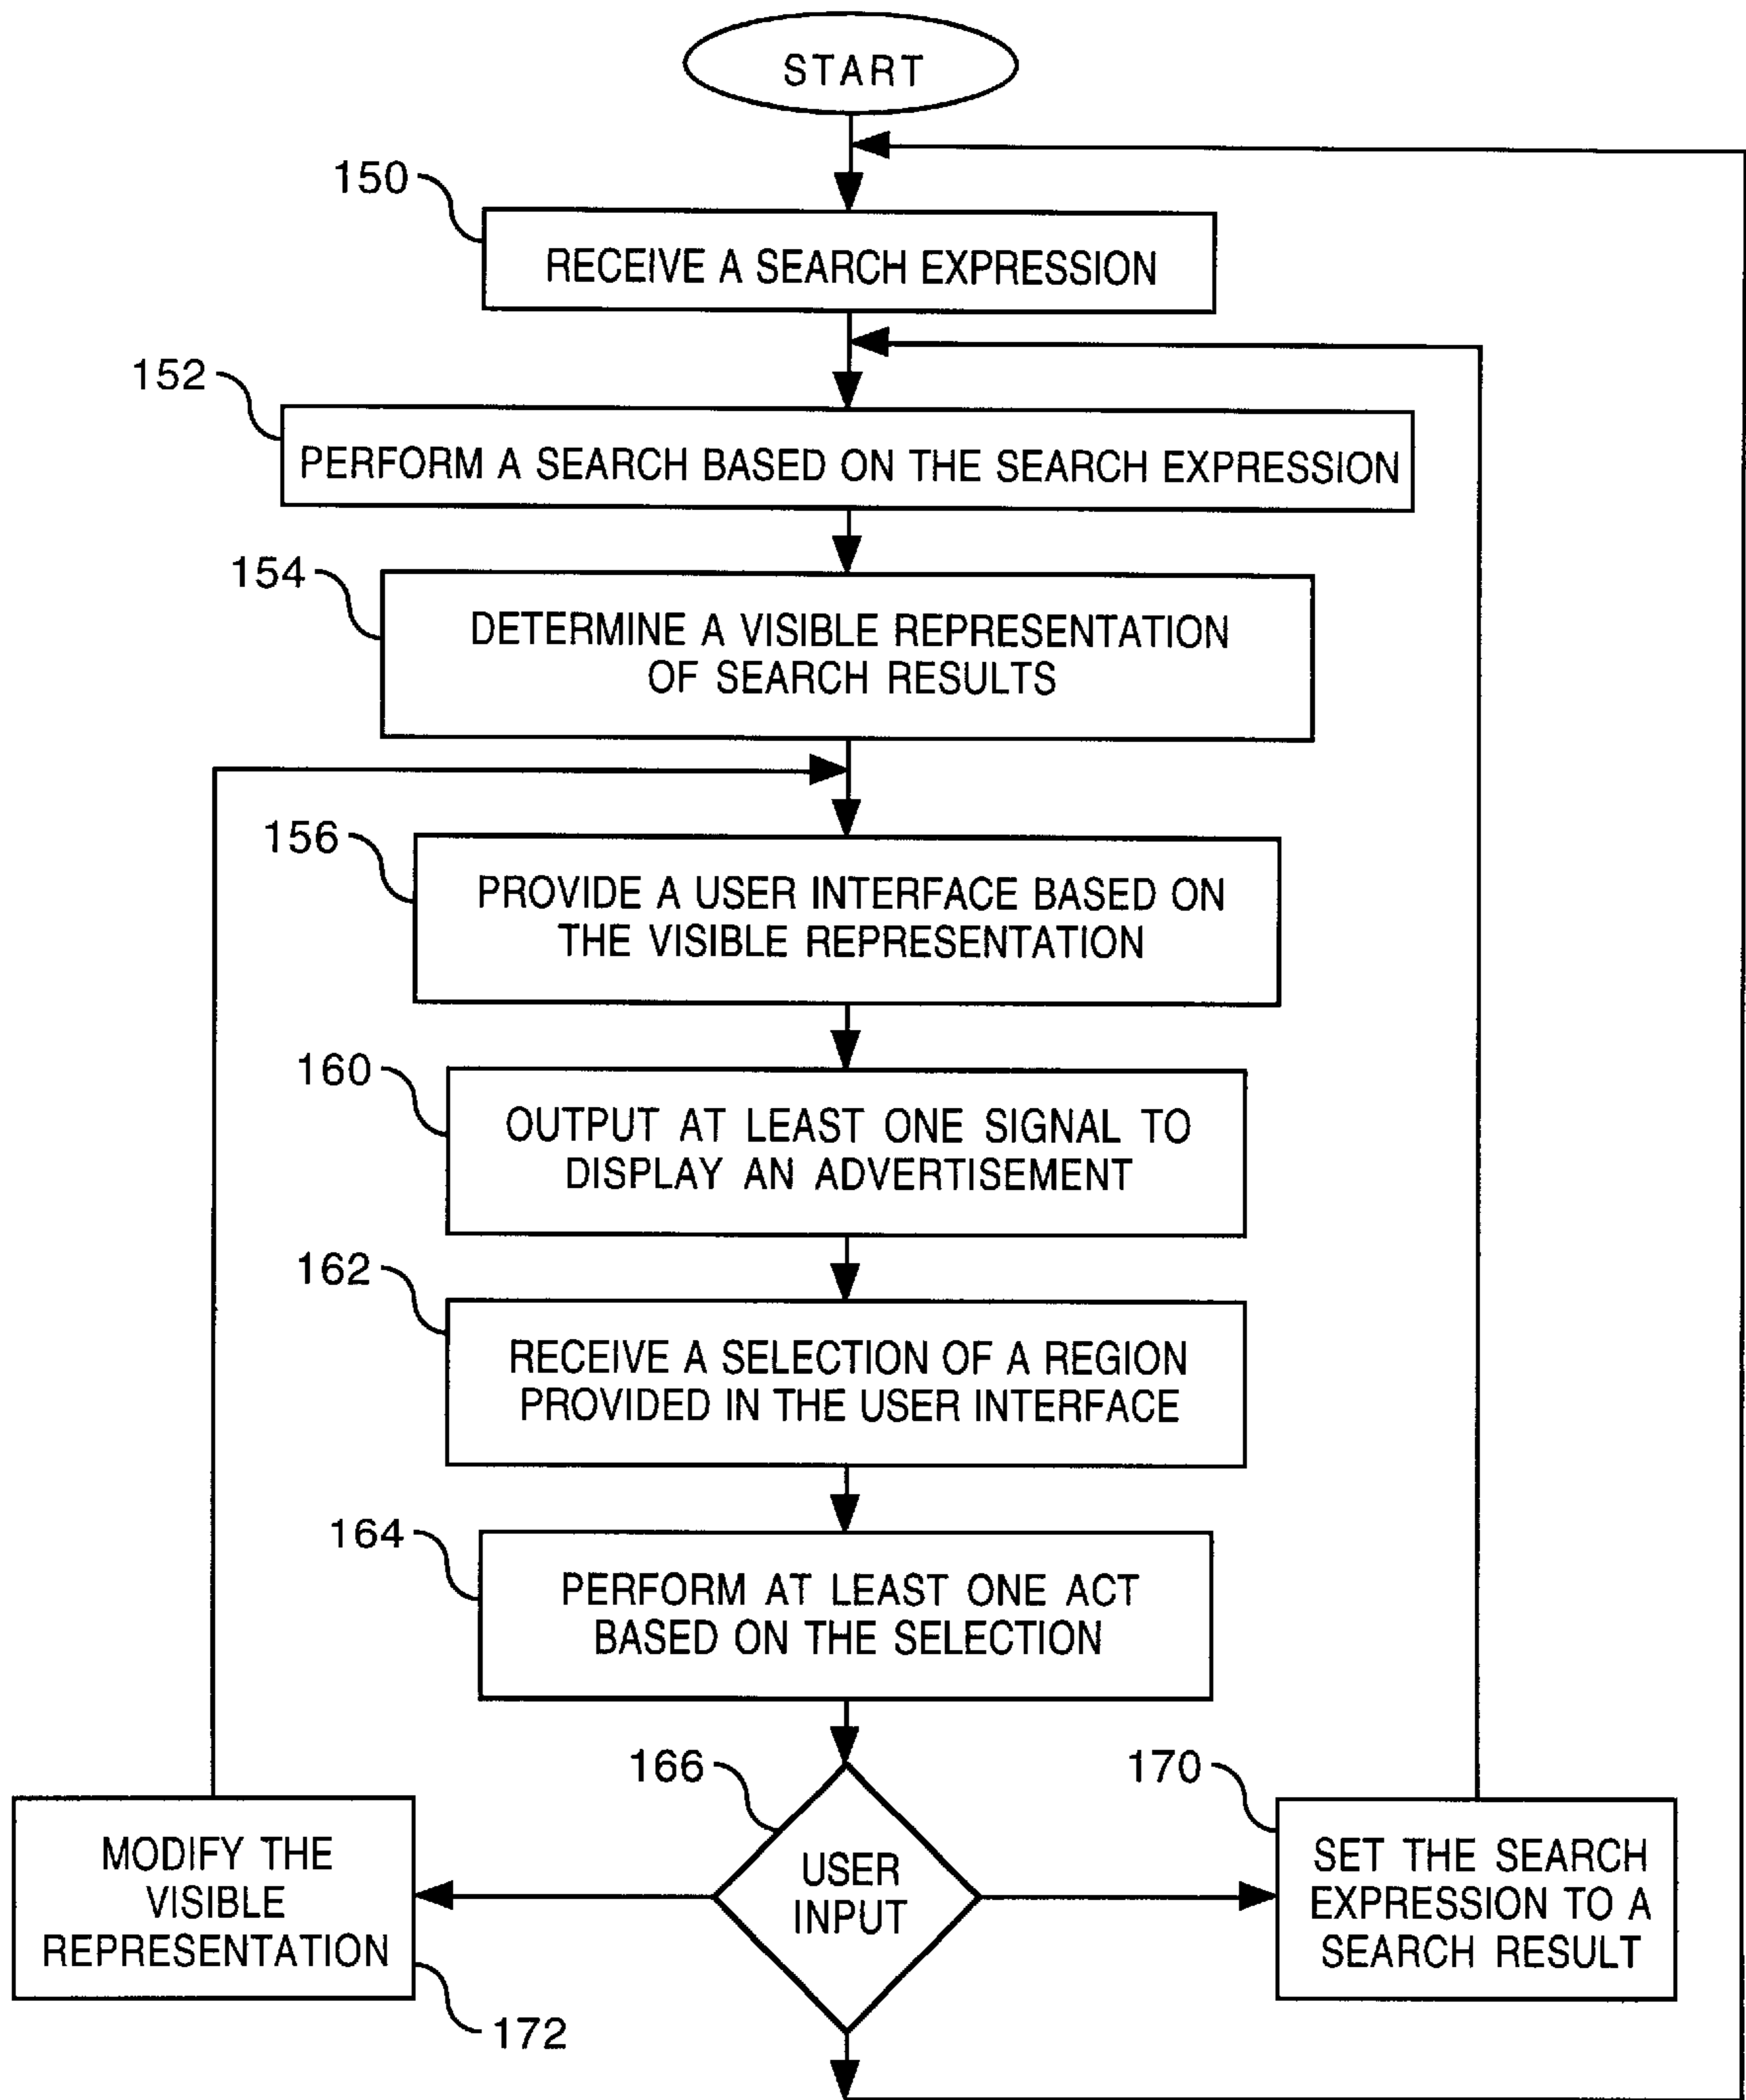 START
150
RECEIVE A SEARCH EXPRESSION
152
PERFORM A SEARCH BASED ON THE SEARCH EXPRESSION
154
DETERMINE A VISIBLE REPRESENTATION
OF SEARCH RESULTS
156
PROVIDE A USER INTERFACE BASED ON
THE VISIBLE REPRESENTATION
160
OUTPUT AT LEAST ONE SIGNAL TO
DISPLAY AN ADVERTISEMENT
162
RECEIVE A SELECTION OF A REGION
PROVIDED IN THE USER INTERFACE
164
PERFORM AT LEAST ONE ACT
BASED ON THE SELECTION
166
USER
INPUT
170
SET THE SEARCH
EXPRESSION TO A
SEARCH RESULT
MODIFY THE
VISIBLE
REPRESENTATION
172